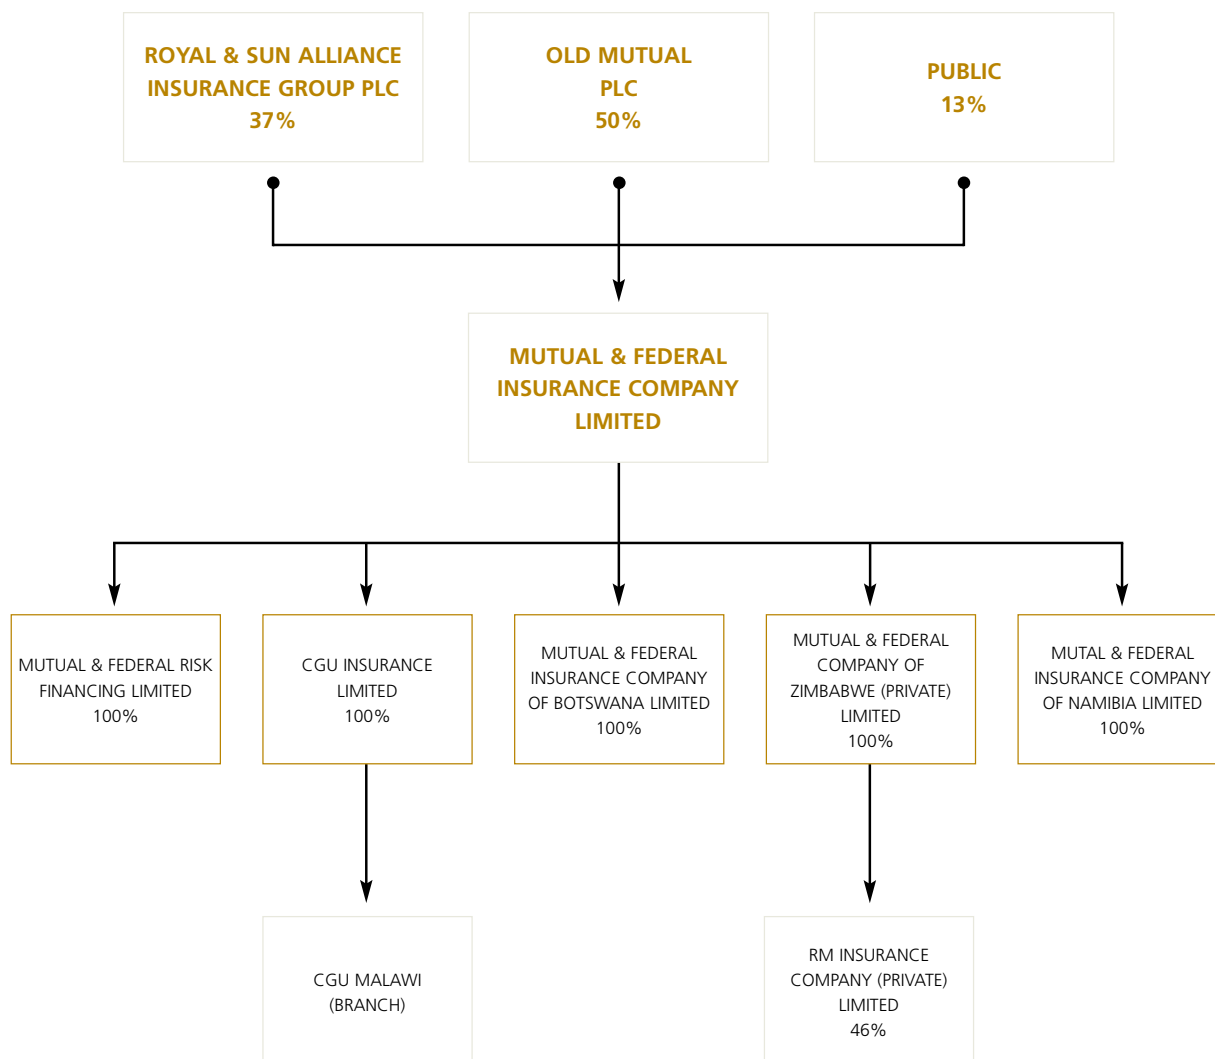 ROYAL & SUN ALLIANCE
INSURANCE GROUP PLC
37%
OLD MUTUAL
PLC
50%
PUBLIC
13%
MUTUAL & FEDERAL
INSURANCE COMPANY
LIMITED
MUTUAL & FEDERAL RISK
FINANCING LIMITED
100%
CGU INSURANCE
LIMITED
100%
MUTUAL & FEDERAL
INSURANCE COMPANY
OF BOTSWANA LIMITED
100%
MUTUAL & FEDERAL
COMPANY OF
ZIMBABWE (PRIVATE)
LIMITED
100%
MUTAL & FEDERAL
INSURANCE COMPANY
OF NAMIBIA LIMITED
100%
CGU MALAWI
(BRANCH)
RM INSURANCE
COMPANY (PRIVATE)
LIMITED
46%